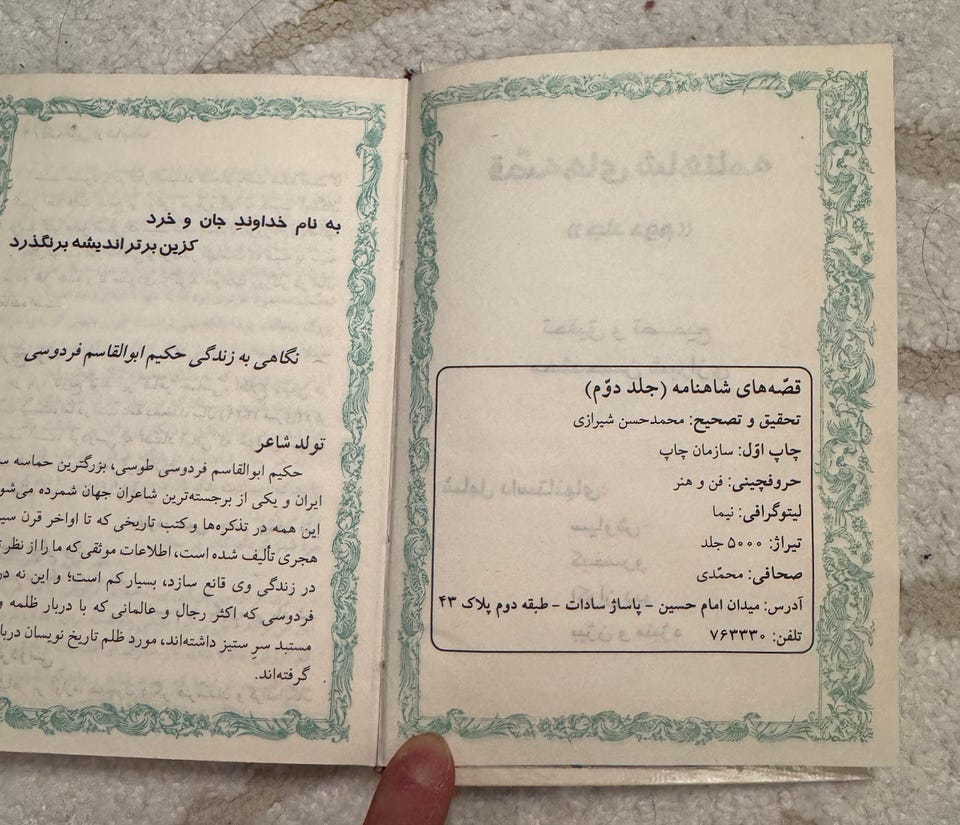 قصّه‌های شاهنامه (جلد دوّم)
تحقیق و تصحیح: محمدحسن شیرازی
چاپ اوّل: سازمان چاپ
حروفچینی: فن و هنر
لیتوگرافی: نیما
تیراژ: ۵۰۰۰ جلد
صحافی: محمّدی
آدرس: میدان امام حسین - پاساژ سادات - طبقه دوم پلاک ۴۳
تلفن: ۷۶۳۳۳۰
به نام خداوندِ جان و خرد
کزین برتر اندیشه برنگذرد
نگاهی به زندگی حکیم ابوالقاسم فردوسی
تولد شاعر
حکیم ابوالقاسم فردوسی طوسی، بزرگترین حماسه
ایران و یکی از برجسته‌ترین شاعران جهان شمرده می‌شو
این همه در تذکره‌ها و کتب تاریخی که تا اواخر قرن
هجری تألیف شده است، اطلاعات موثقی که ما را از نظر
در زندگی وی قانع سازد، بسیار کم است؛ و این نه در
فردوسی که اکثر رجال و عالمانی که با دربار ظلمه و
مستبد سرِ ستیز داشته‌اند، مورد ظلم تاریخ نویسان دربا
گرفته‌اند.